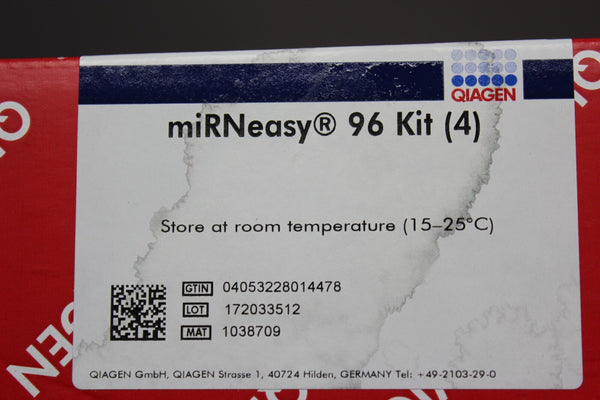 QIAGEN
miRNeasy® 96 Kit (4)
Store at room temperature (15–25°C)
GTIN 04053228014478
LOT 172033512
MAT 1038709
QIAGEN GmbH, QIAGEN Strasse 1, 40724 Hilden, GERMANY Tel: +49-2103-29-0